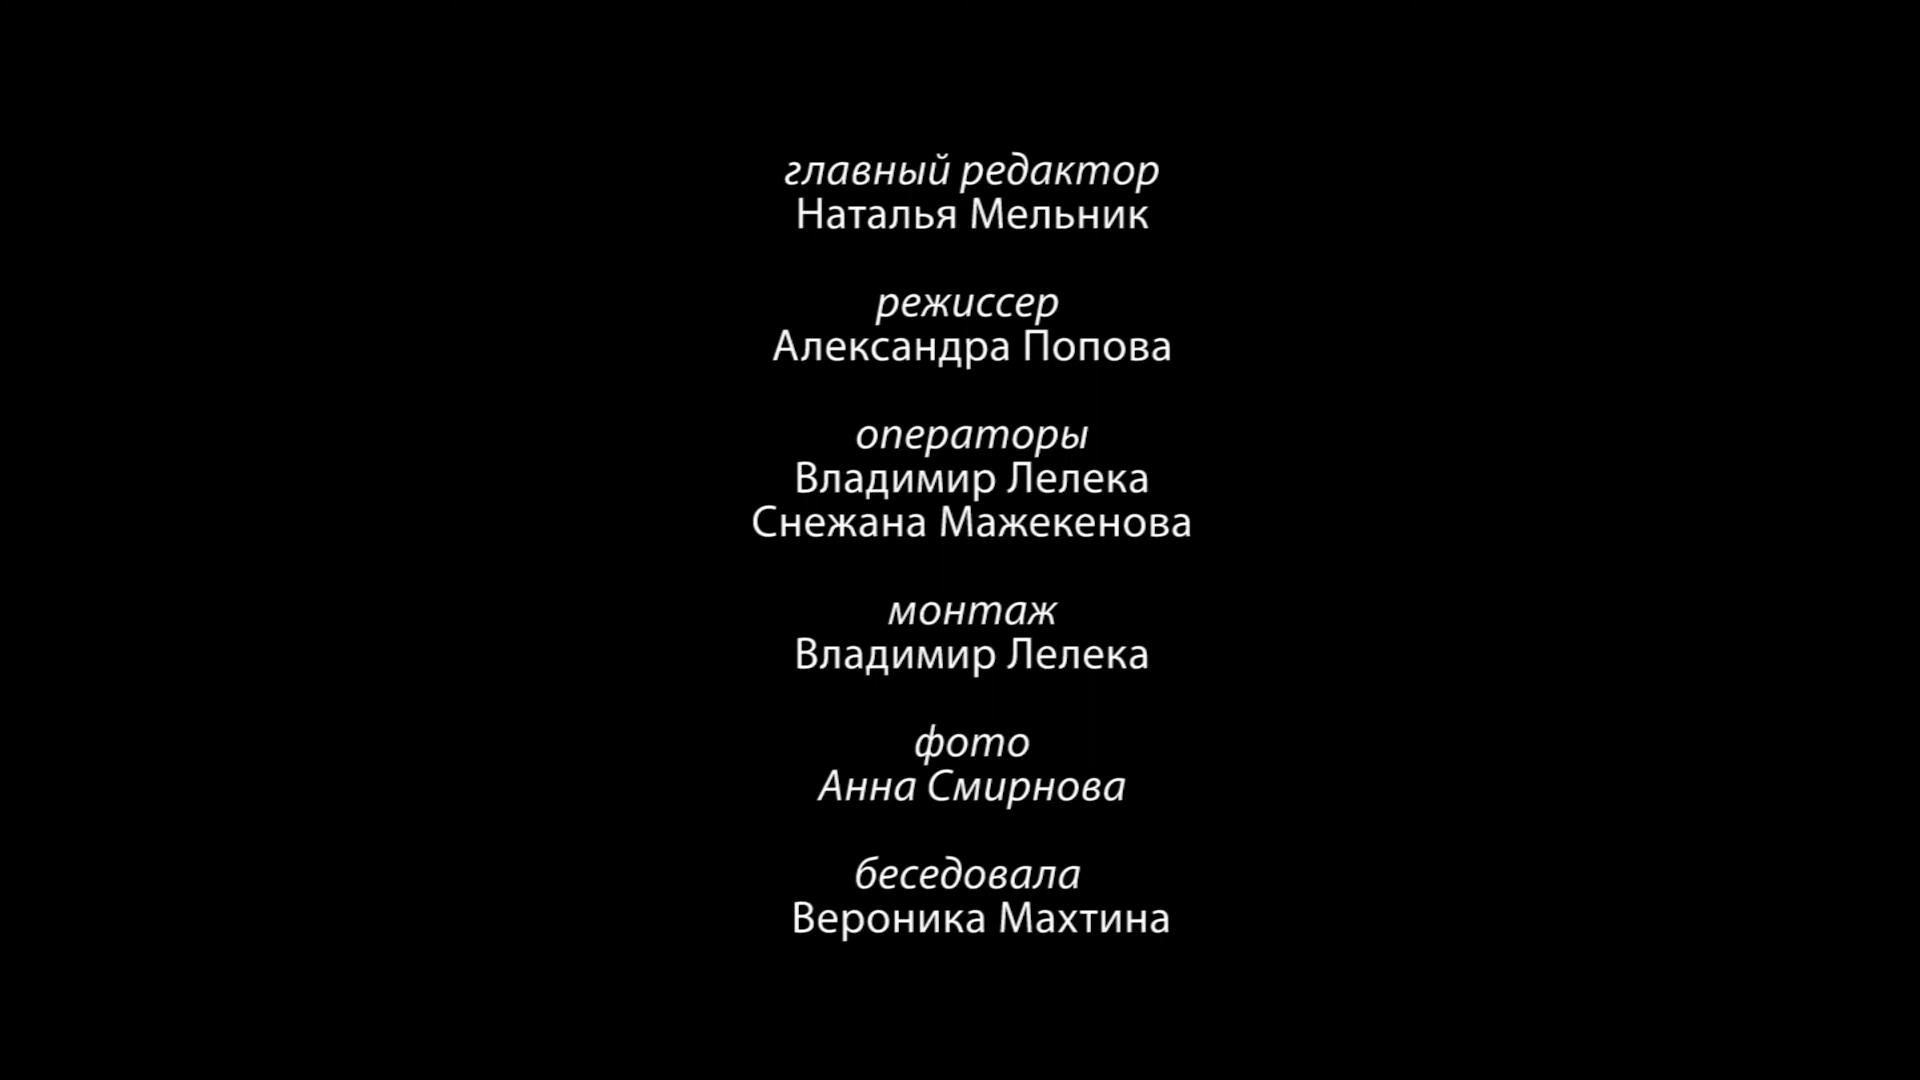 главный редактор
Наталья Мельник
режиссер
Александра Попова
операторы
Владимир Лелека
Снежана Мажекенова
монтаж
Владимир Лелека
фото
Анна Смирнова
беседовала
Вероника Махтина